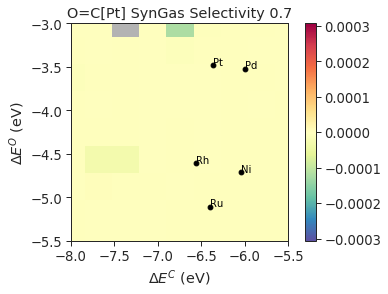 O=C[Pt] SynGas Selectivity 0.7
−3.0
−3.5
−4.0
−4.5
−5.0
−5.5
ΔE^O (eV)
Pt
Pd
Rh
Ni
Ru
−8.0 −7.5 −7.0 −6.5 −6.0 −5.5
ΔE^C (eV)
0.0003
0.0002
0.0001
0.0000
−0.0001
−0.0002
−0.0003